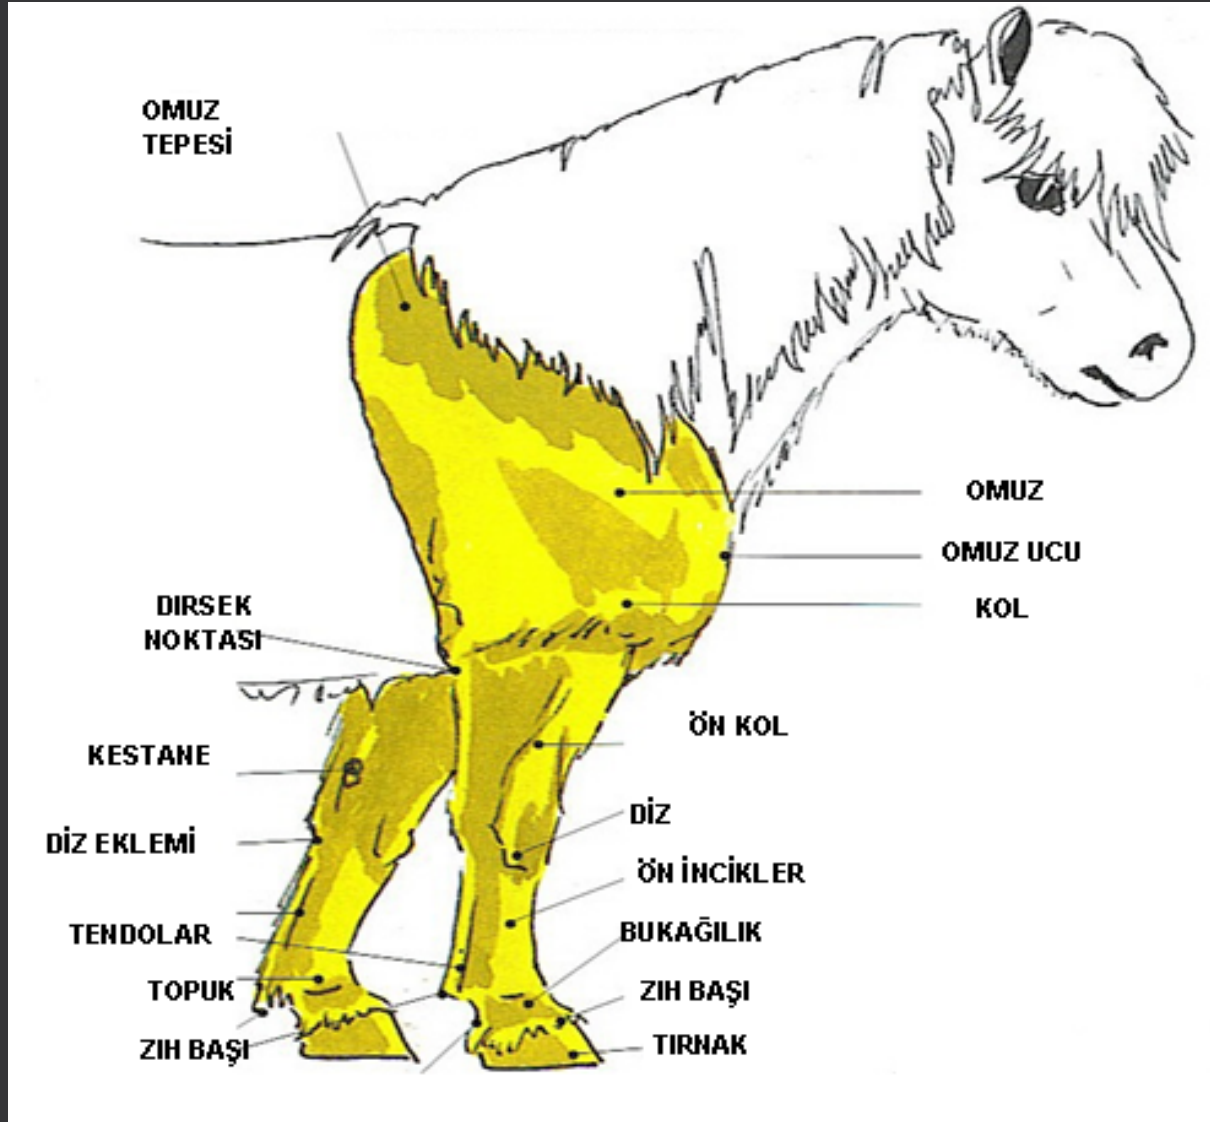 OMUZ
TEPESİ
OMUZ
OMUZ UCU
DIRSEK
NOKTASI
KOL
ÖN KOL
KESTANE
DİZ
DİZ EKLEMİ
ÖN İNCİKLER
TENDOLAR
BUKAĞILIK
TOPUK
ZIH BAŞI
ZIH BAŞI
TIRNAK